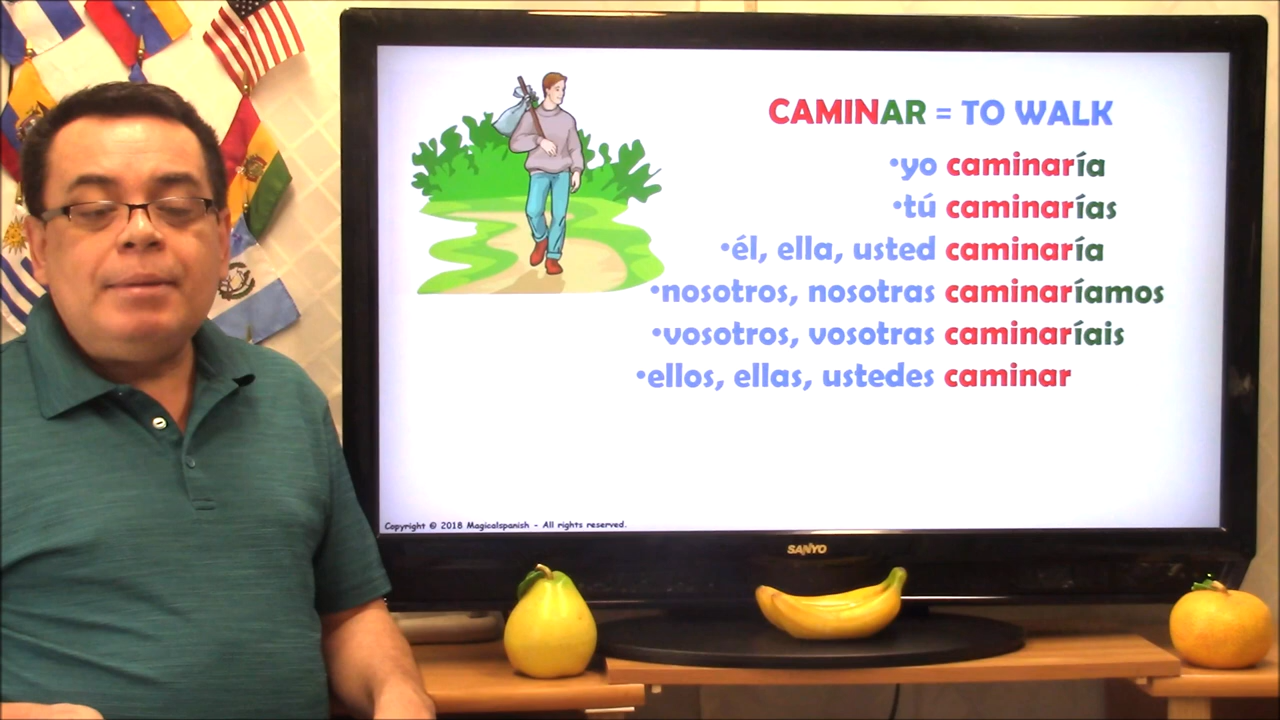 CAMINAR = TO WALK
•yo caminaría
•tú caminarías
•él, ella, usted caminaría
•nosotros, nosotras caminaríamos
•vosotros, vosotras caminaríais
•ellos, ellas, ustedes caminar
Copyright © 2018 Magicalspanish - All rights reserved.
SANYO